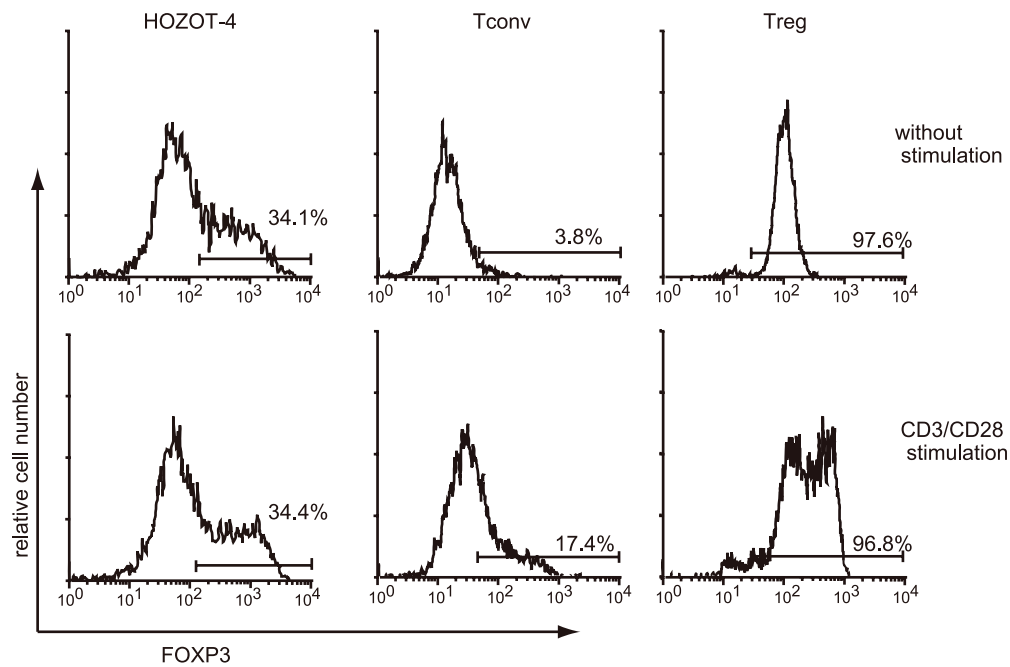 HOZOT-4 Tconv Treg
without
stimulation
34.1% 3.8% 97.6%
10^0 10^1 10^2 10^3 10^4 10^0 10^1 10^2 10^3 10^4 10^0 10^1 10^2 10^3 10^4
relative cell number
CD3/CD28
stimulation
34.4% 17.4% 96.8%
10^0 10^1 10^2 10^3 10^4 10^0 10^1 10^2 10^3 10^4 10^0 10^1 10^2 10^3 10^4
FOXP3